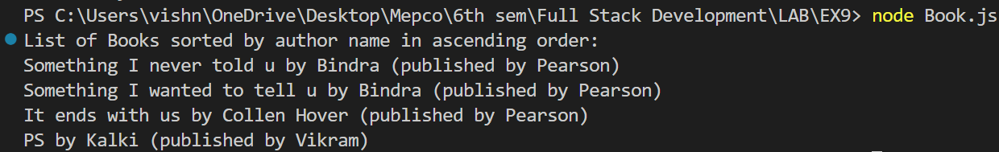 PS C:\Users\vishn\OneDrive\Desktop\Mepco\6th sem\Full Stack Development\LAB\EX9> node Book.js
List of Books sorted by author name in ascending order:
Something I never told u by Bindra (published by Pearson)
Something I wanted to tell u by Bindra (published by Pearson)
It ends with us by Collen Hover (published by Pearson)
PS by Kalki (published by Vikram)